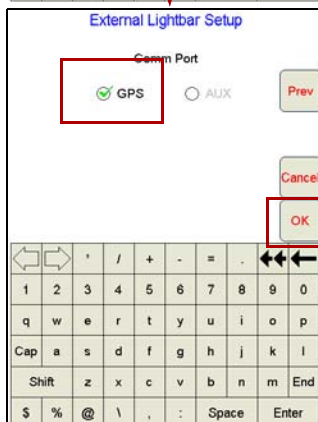 External Lightbar Setup
Comm Port
GPS AUX
Prev
Cancel
OK
' / + - = .
1 2 3 4 5 6 7 8 9 0
q w e r t y u i o p
Cap a s d f g h j k l
Shift z x c v b n m End
$ % @ \ , : Space Enter